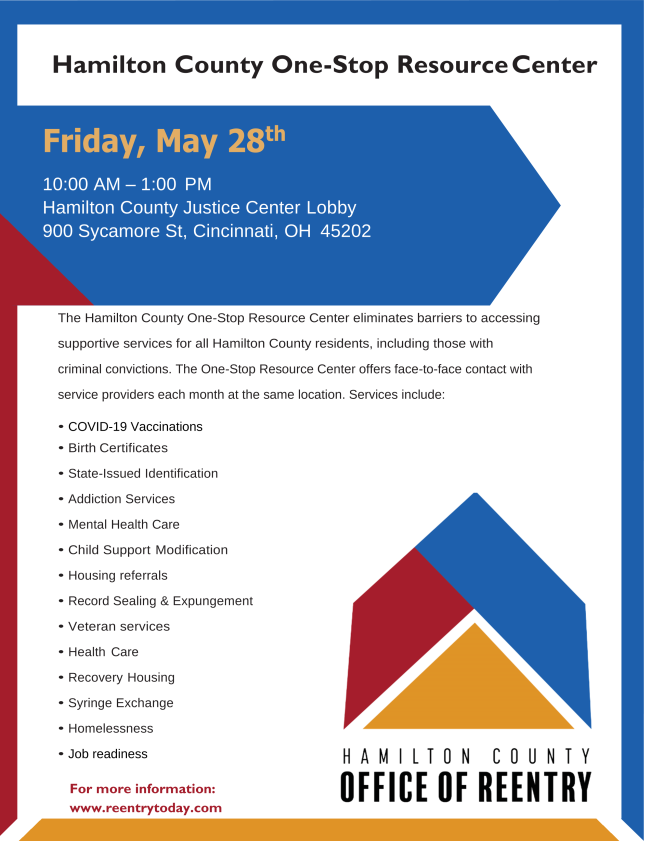 Hamilton County One-Stop Resource Center
Friday, May 28th
10:00 AM – 1:00 PM
Hamilton County Justice Center Lobby
900 Sycamore St, Cincinnati, OH 45202
The Hamilton County One-Stop Resource Center eliminates barriers to accessing
supportive services for all Hamilton County residents, including those with
criminal convictions. The One-Stop Resource Center offers face-to-face contact with
service providers each month at the same location. Services include:
• COVID-19 Vaccinations
• Birth Certificates
• State-Issued Identification
• Addiction Services
• Mental Health Care
• Child Support Modification
• Housing referrals
• Record Sealing & Expungement
• Veteran services
• Health Care
• Recovery Housing
• Syringe Exchange
• Homelessness
• Job readiness
For more information:
www.reentrytoday.com
HAMILTON COUNTY
OFFICE OF REENTRY